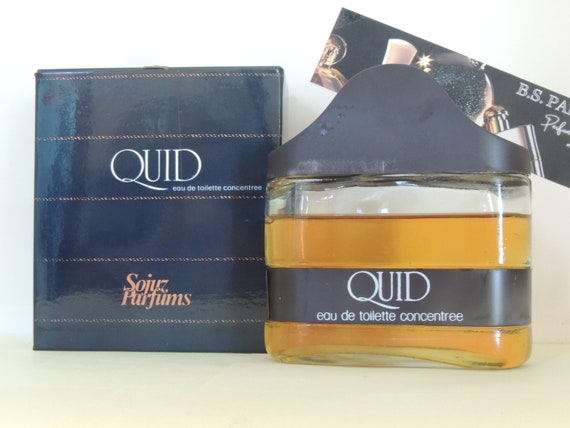 QUID
eau de toilette concentree
Sojuz
Parfums
QUID
eau de toilette concentree
B.S. PA